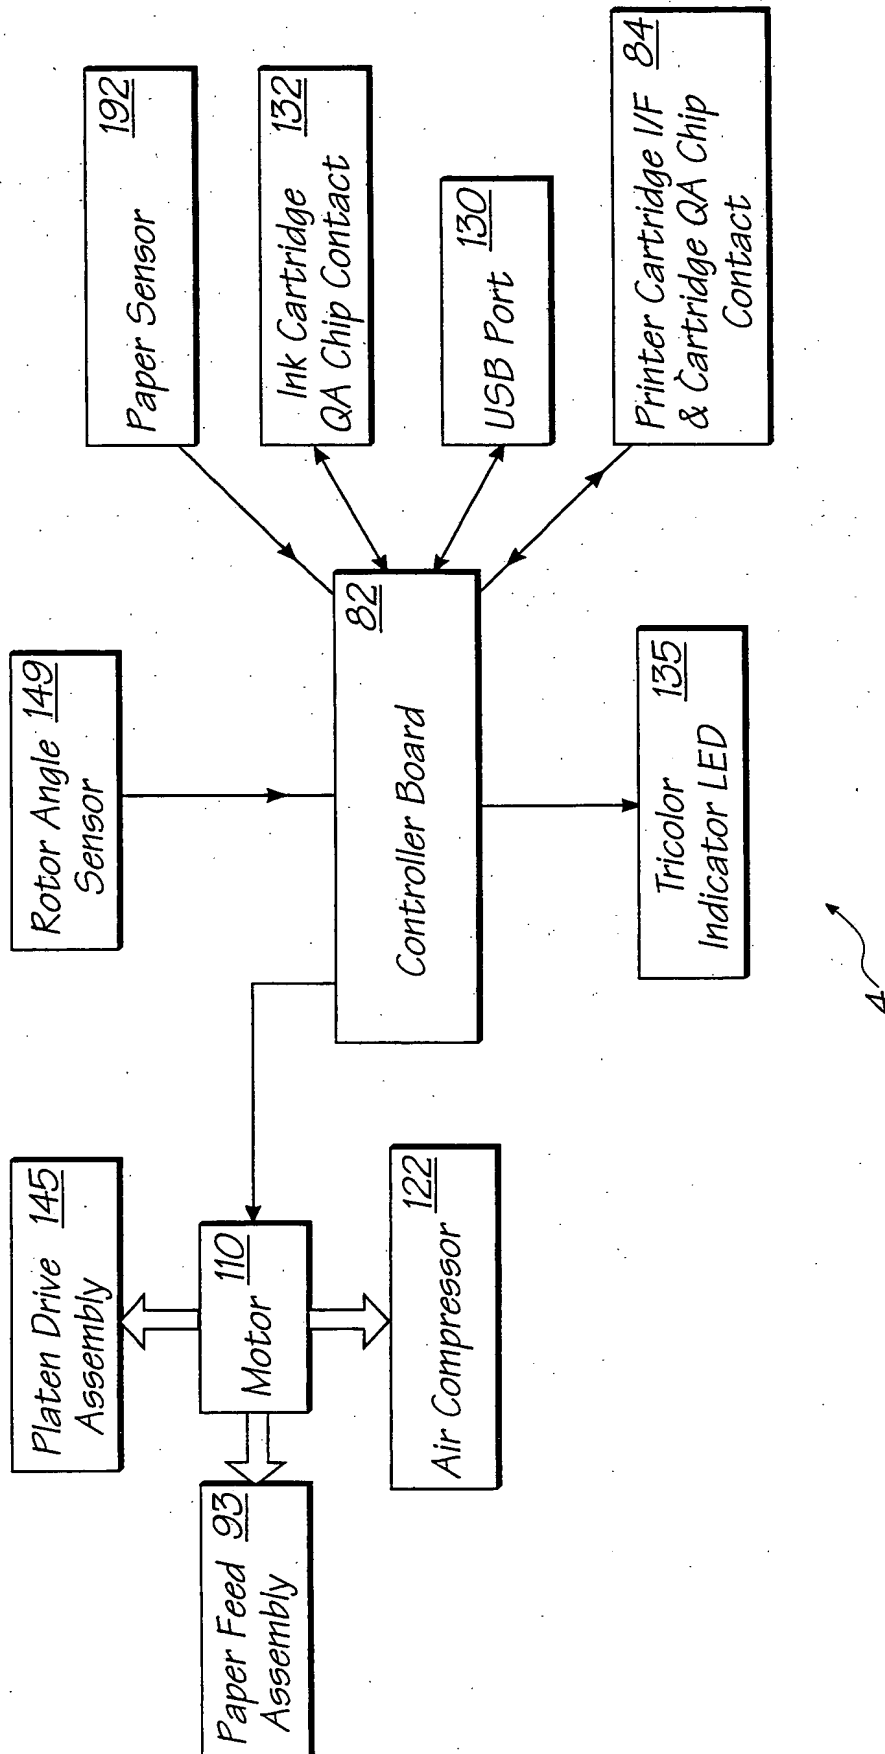 Paper Feed 93
Assembly
Platen Drive 145
Assembly
Motor 110
Air Compressor 122
Rotor Angle 149
Sensor
Controller Board 82
Tricolor 135
Indicator LED
Paper Sensor 192
Ink Cartridge 132
QA Chip Contact
USB Port 130
Printer Cartridge I/F 84
& Cartridge QA Chip
Contact
4